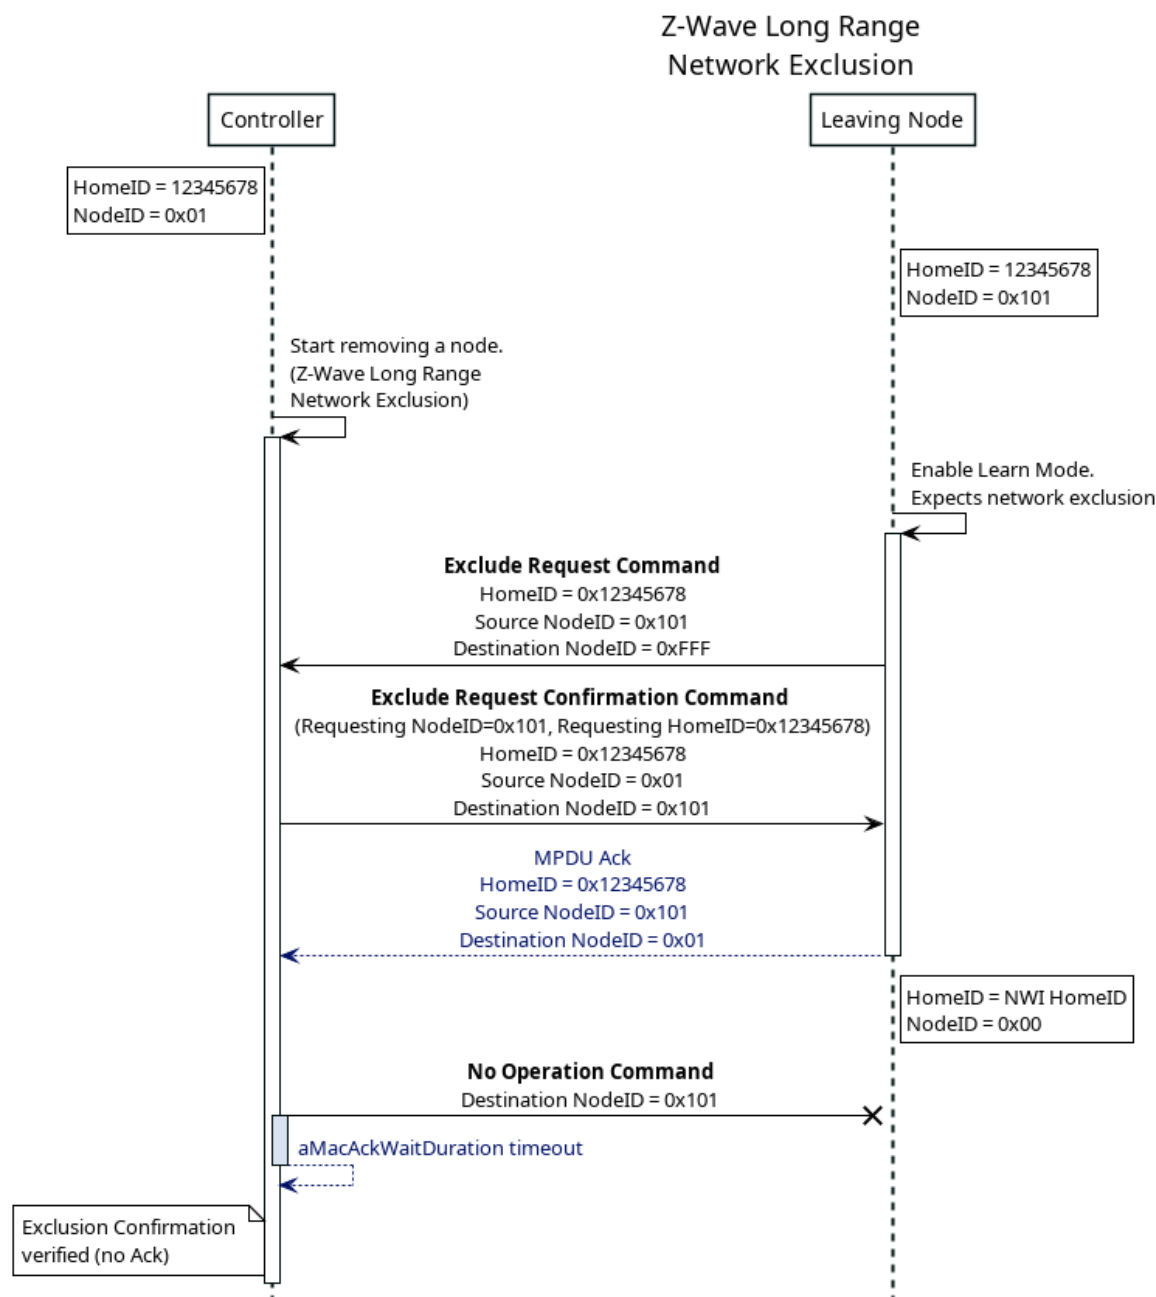 Z-Wave Long Range
Network Exclusion
Controller
Leaving Node
HomeID = 12345678
NodeID = 0x01
HomeID = 12345678
NodeID = 0x101
Start removing a node.
(Z-Wave Long Range
Network Exclusion)
Enable Learn Mode.
Expects network exclusion
Exclude Request Command
HomeID = 0x12345678
Source NodeID = 0x101
Destination NodeID = 0xFFF
Exclude Request Confirmation Command
(Requesting NodeID=0x101, Requesting HomeID=0x12345678)
HomeID = 0x12345678
Source NodeID = 0x01
Destination NodeID = 0x101
MPDU Ack
HomeID = 0x12345678
Source NodeID = 0x101
Destination NodeID = 0x01
HomeID = NWI HomeID
NodeID = 0x00
No Operation Command
Destination NodeID = 0x101
aMacAckWaitDuration timeout
Exclusion Confirmation
verified (no Ack)